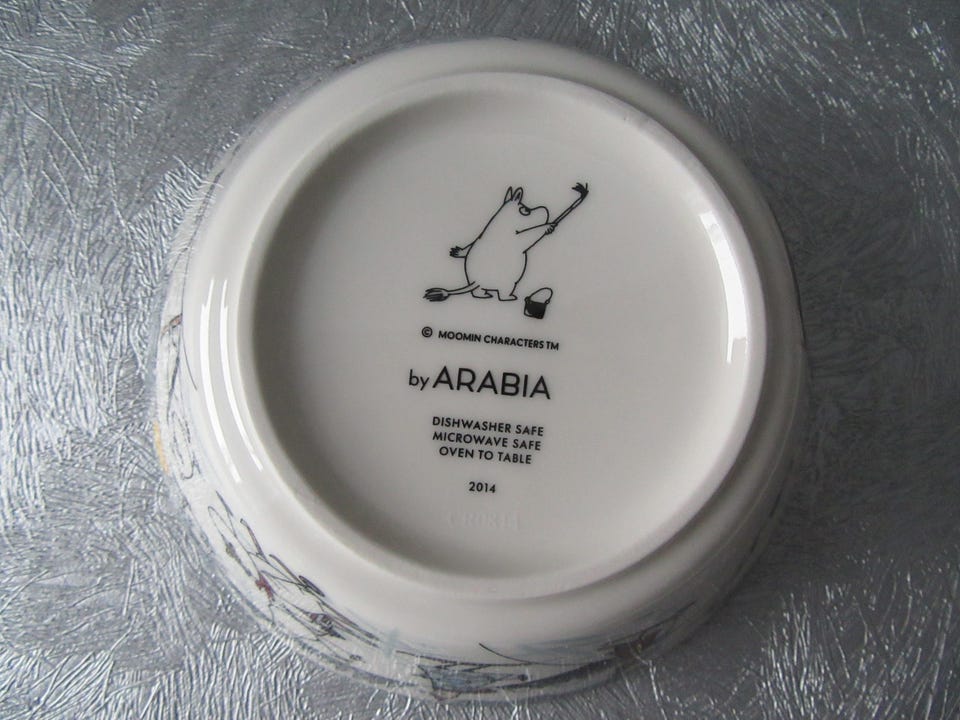 © MOOMIN CHARACTERS TM
by ARABIA
DISHWASHER SAFE
MICROWAVE SAFE
OVEN TO TABLE
2014